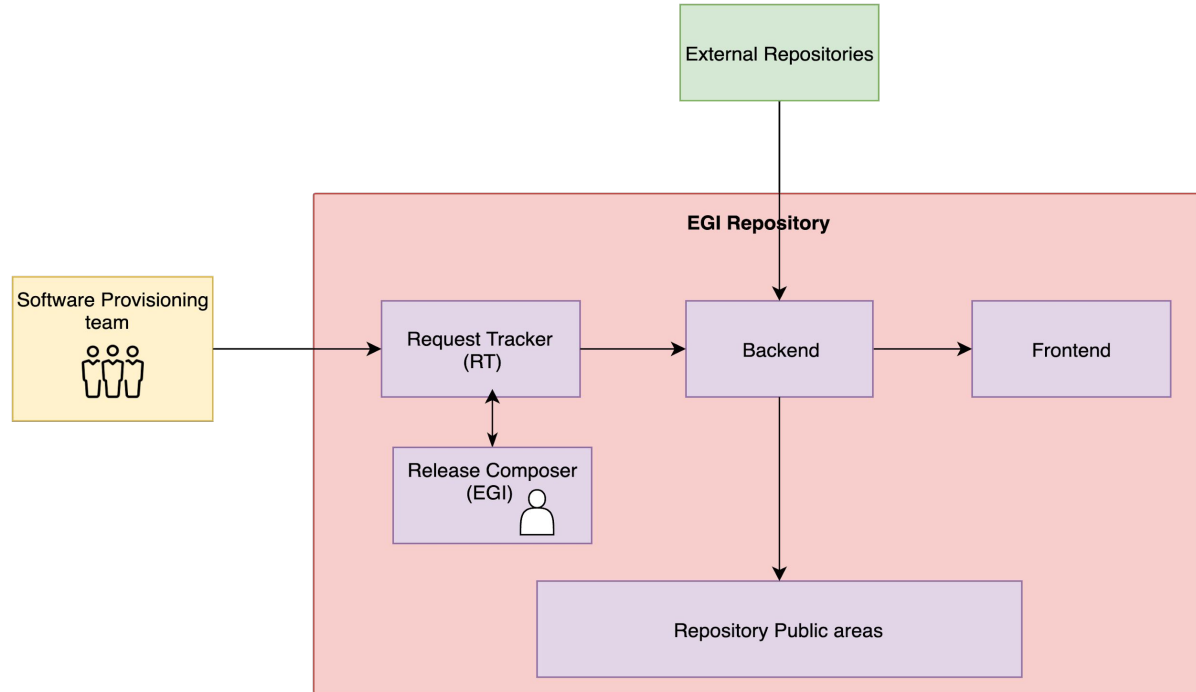 External Repositories
EGI Repository
Software Provisioning
team
Request Tracker
(RT)
Backend
Frontend
Release Composer
(EGI)
Repository Public areas